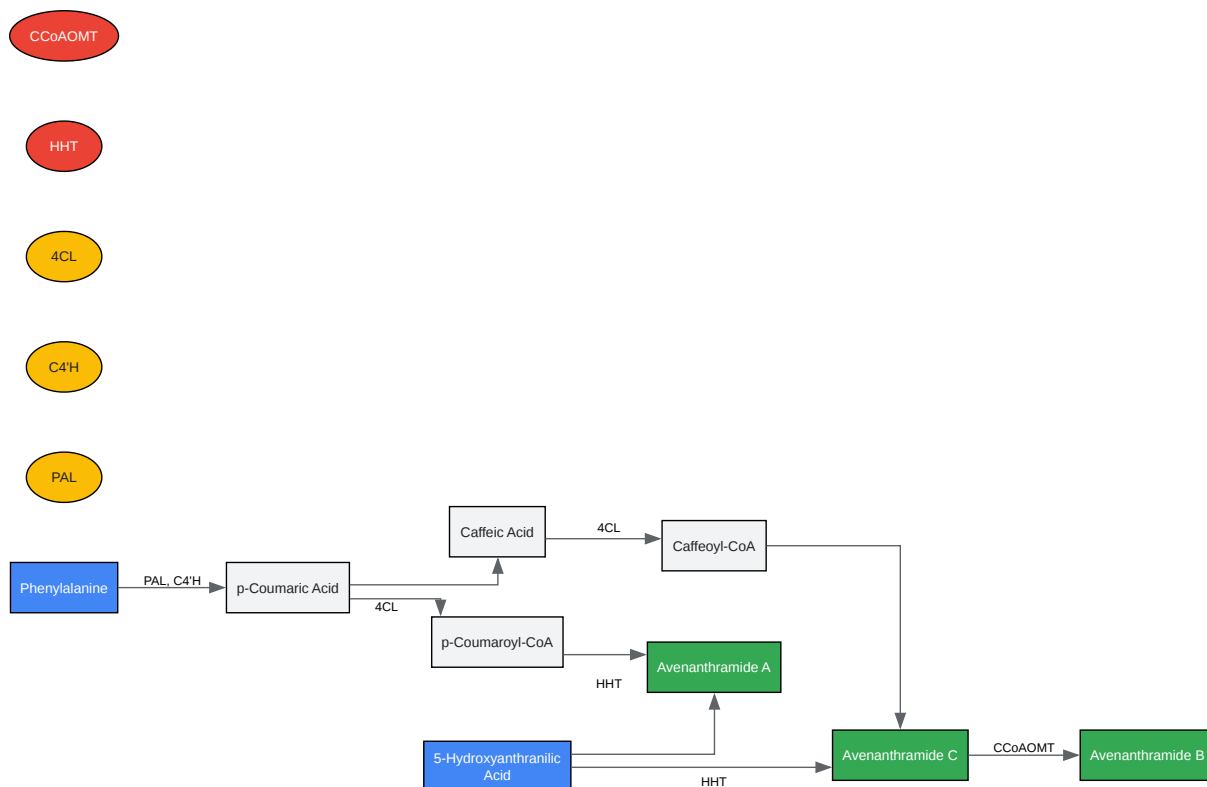 CCoAOMT
HHT
4CL
C4'H
PAL
Caffeic Acid
4CL
Caffeoyl-CoA
Phenylalanine
PAL, C4'H
p-Coumaric Acid
4CL
p-Coumaroyl-CoA
HHT
Avenanthramide A
5-Hydroxyanthranilic
Acid
HHT
Avenanthramide C
CCoAOMT
Avenanthramide B